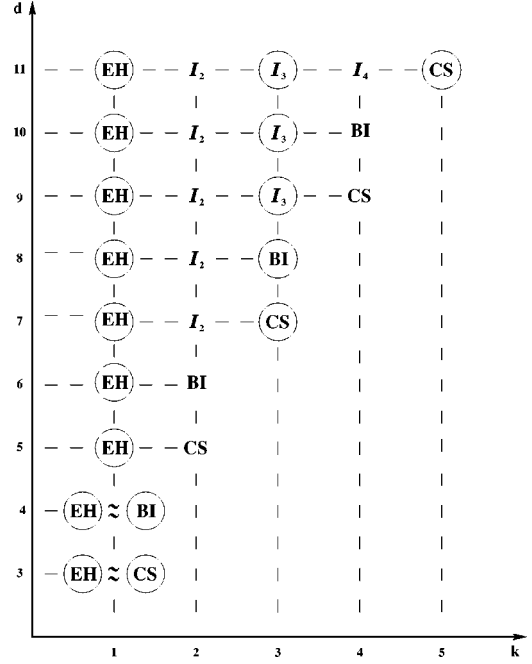 d
11 EH I₂ I₃ I₄ CS
10 EH I₂ I₃ BI
9 EH I₂ I₃ CS
8 EH I₂ BI
7 EH I₂ CS
6 EH BI
5 EH CS
4 EH ≈ BI
3 EH ≈ CS
1 2 3 4 5 k